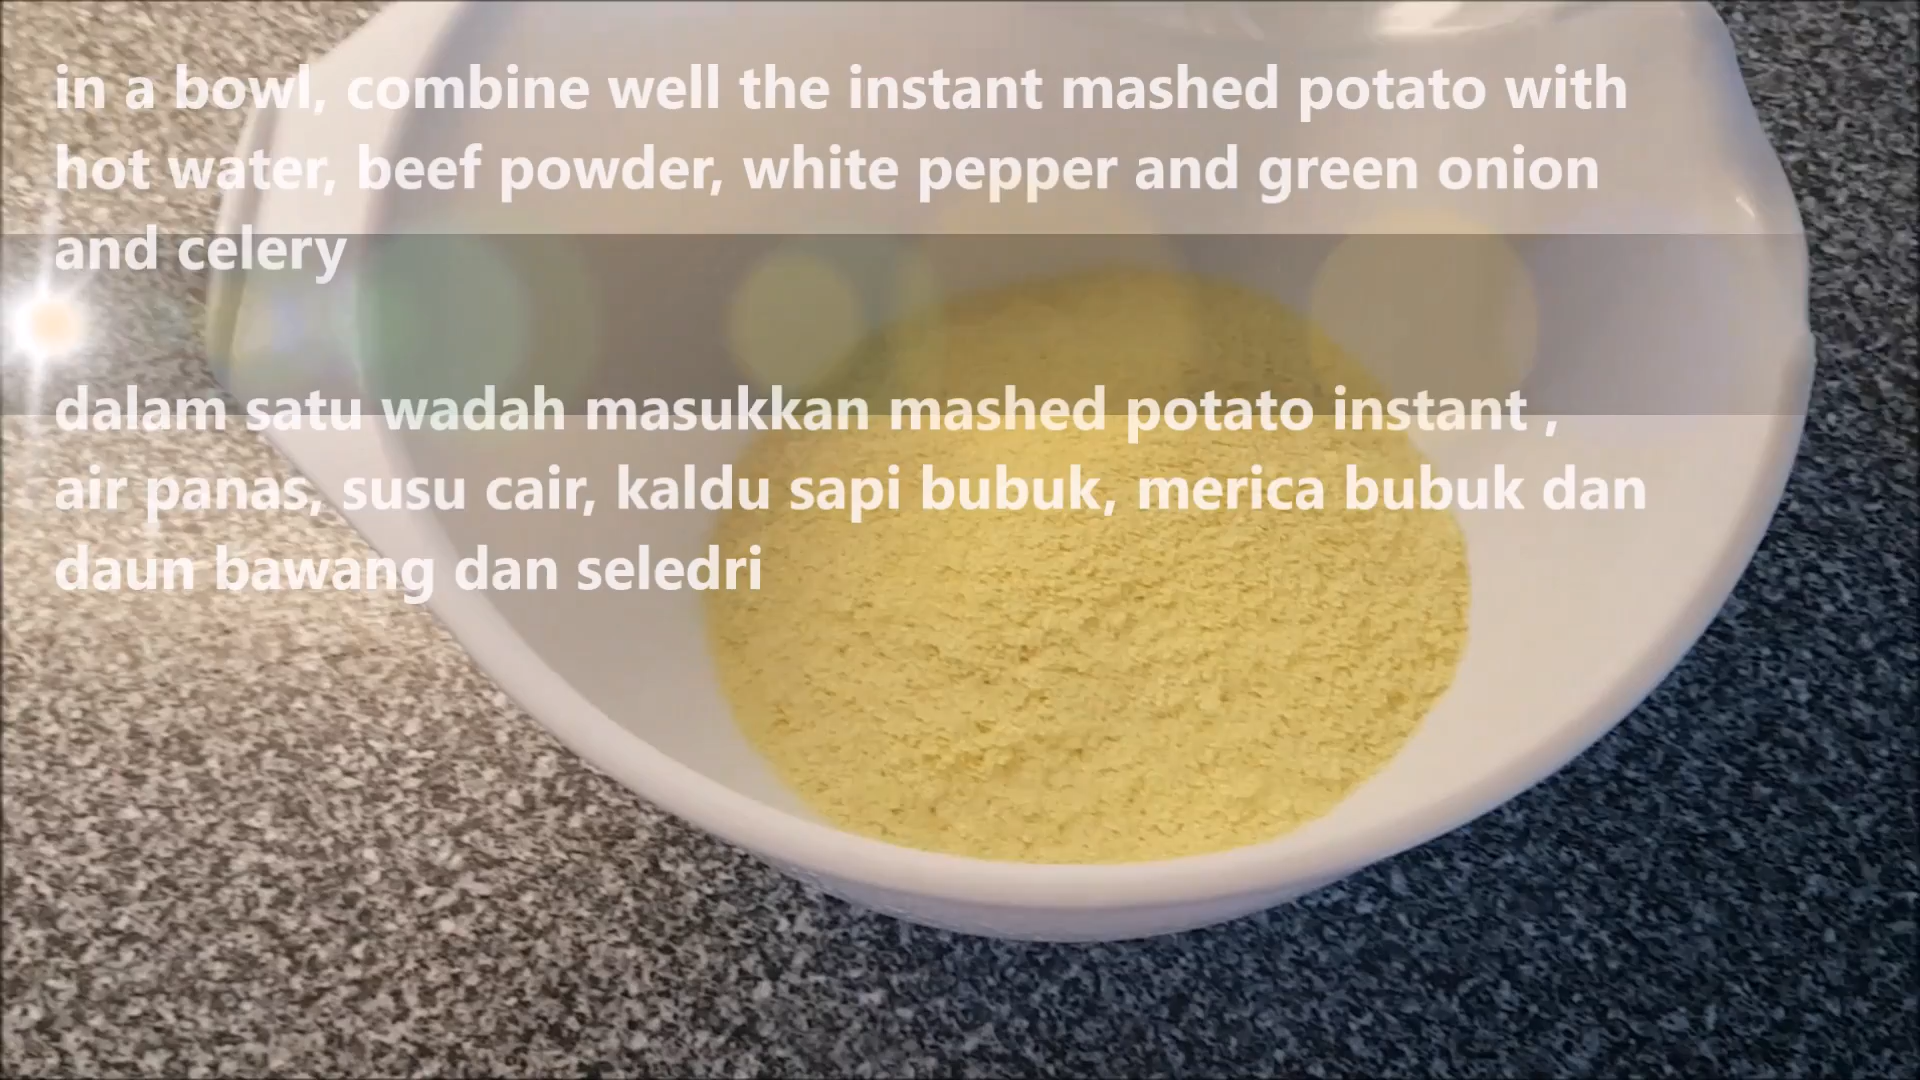 in a bowl, combine well the instant mashed potato with
hot water, beef powder, white pepper and green onion
and celery
dalam satu wadah masukkan mashed potato instant ,
air panas, susu cair, kaldu sapi bubuk, merica bubuk dan
daun bawang dan seledri